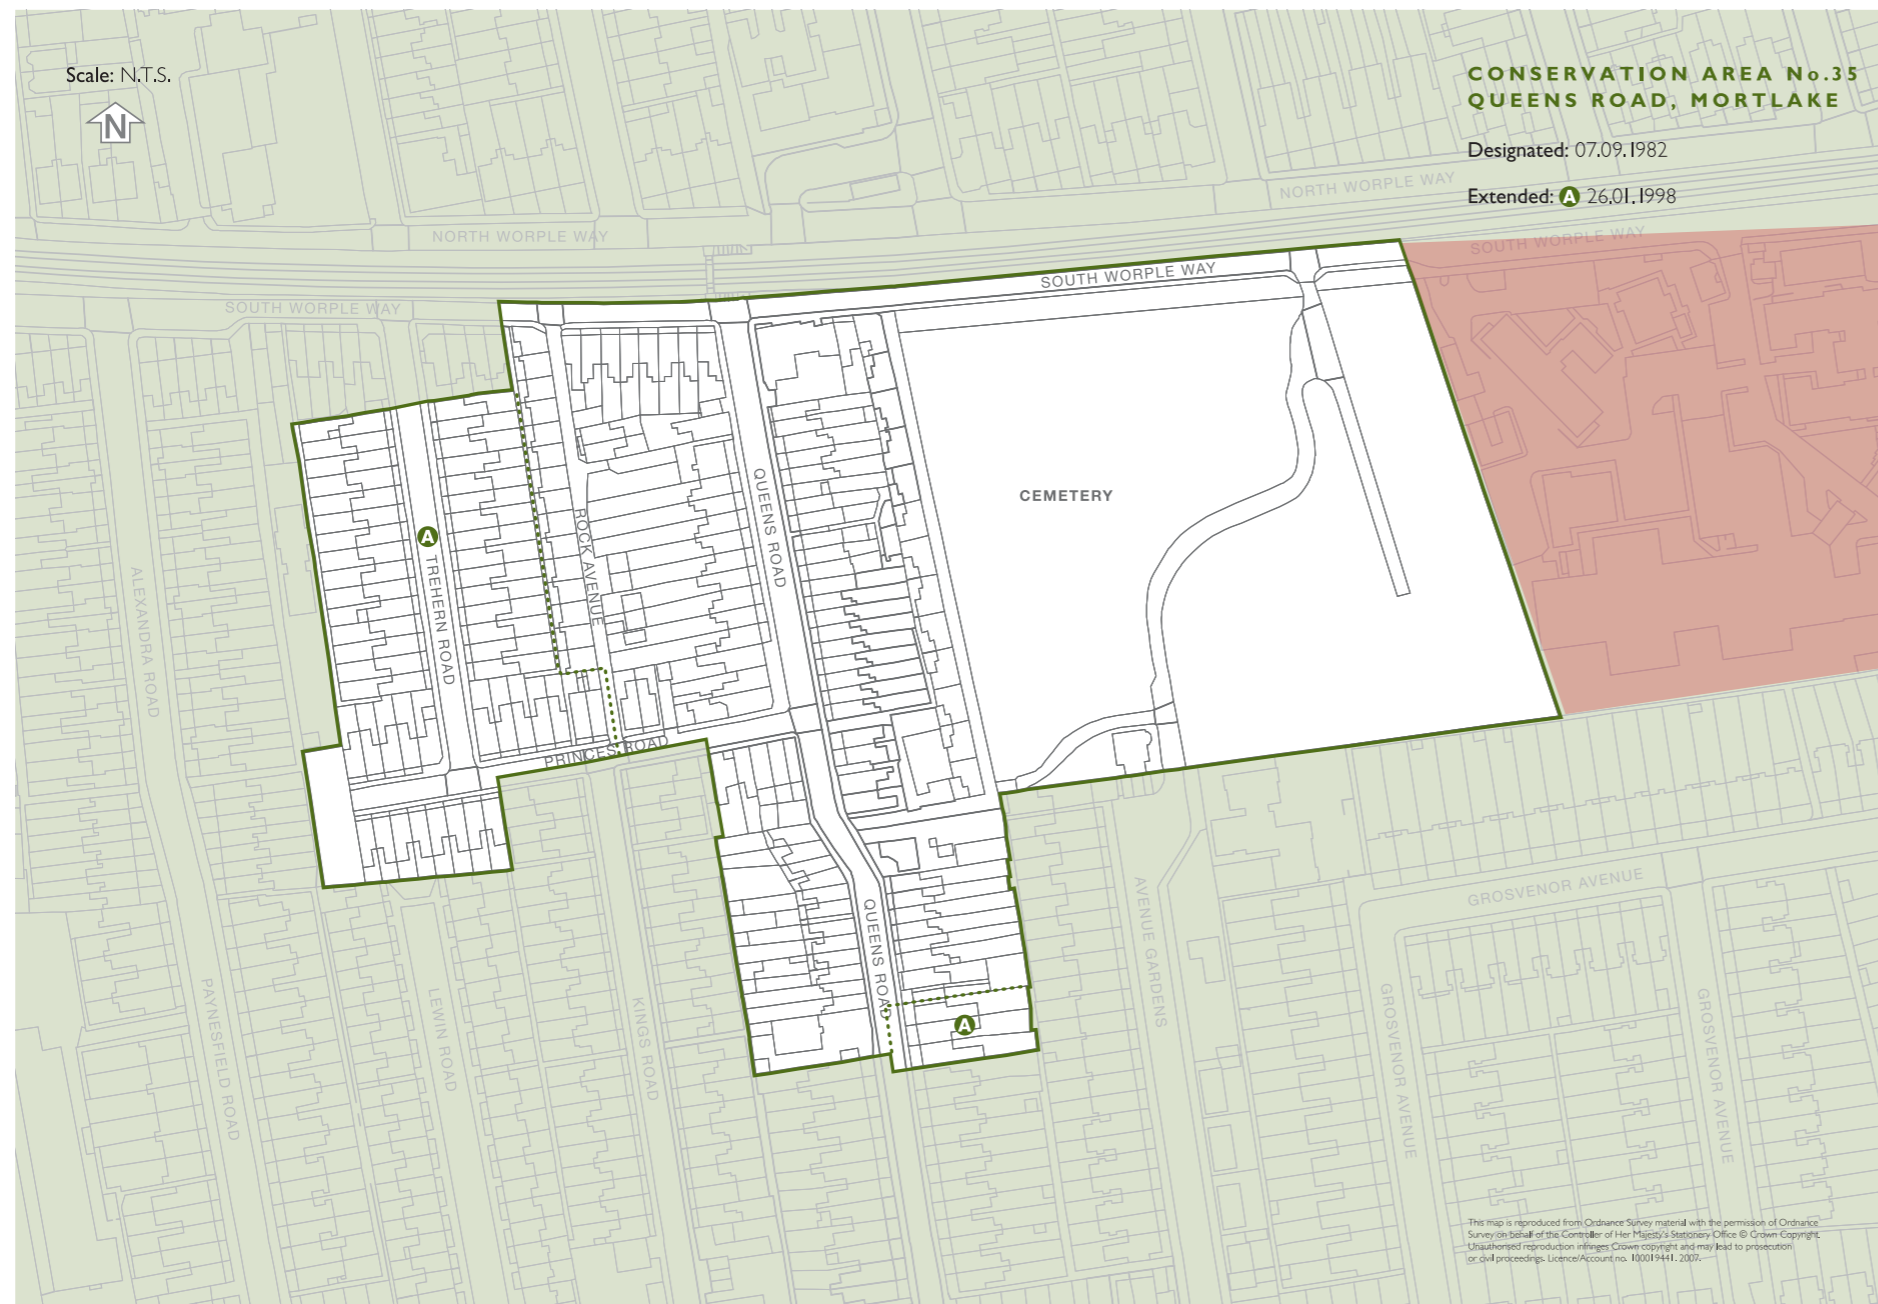 Scale: N.T.S.
N
CONSERVATION AREA No.35
QUEENS ROAD, MORTLAKE
Designated: 07.09.1982
Extended: A 26.01.1998
NORTH WORPLE WAY
NORTH WORPLE WAY
SOUTH WORPLE WAY
SOUTH WORPLE WAY
SOUTH WORPLE WAY
CEMETERY
QUEENS ROAD
ROCK AVENUE
A
TREHERN ROAD
ALEXANDRA ROAD
PRINCES ROAD
QUEENS ROAD
A
AVENUE GARDENS
GROSVENOR AVENUE
GROSVENOR AVENUE
GROSVENOR AVENUE
PAYNESFIELD ROAD
LEWIN ROAD
KINGS ROAD
This map is reproduced from Ordnance Survey material with the permission of Ordnance
Survey on behalf of the Controller of Her Majesty's Stationery Office © Crown Copyright.
Unauthorised reproduction infringes Crown copyright and may lead to prosecution
or civil proceedings. Licence/Account no. 100019441. 2007.